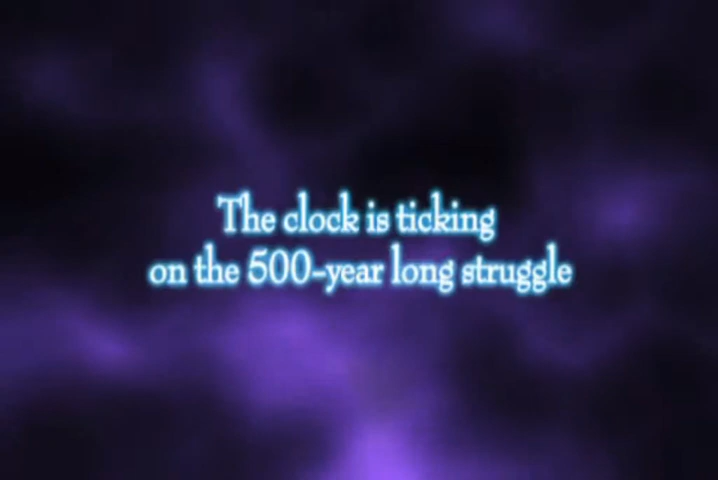 The clock is ticking
on the 500-year long struggle